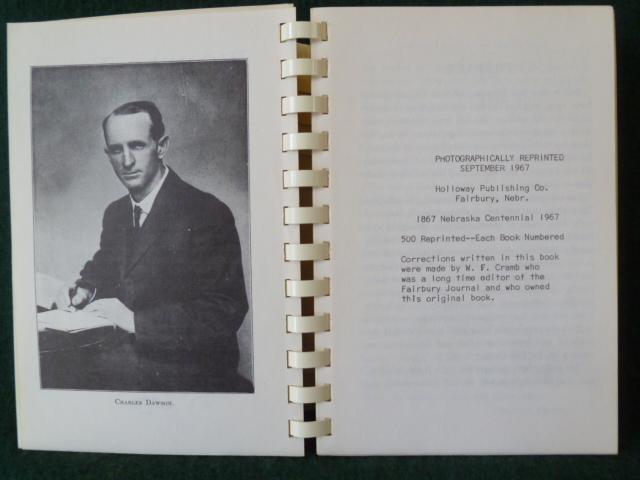 CHARLES DAWSON.
PHOTOGRAPHICALLY REPRINTED
SEPTEMBER 1967
Holloway Publishing Co.
Fairbury, Nebr.
1867 Nebraska Centennial 1967
500 Reprinted--Each Book Numbered
Corrections written in this book
were made by W. F. Cramb who
was a long time editor of the
Fairbury Journal and who owned
this original book.